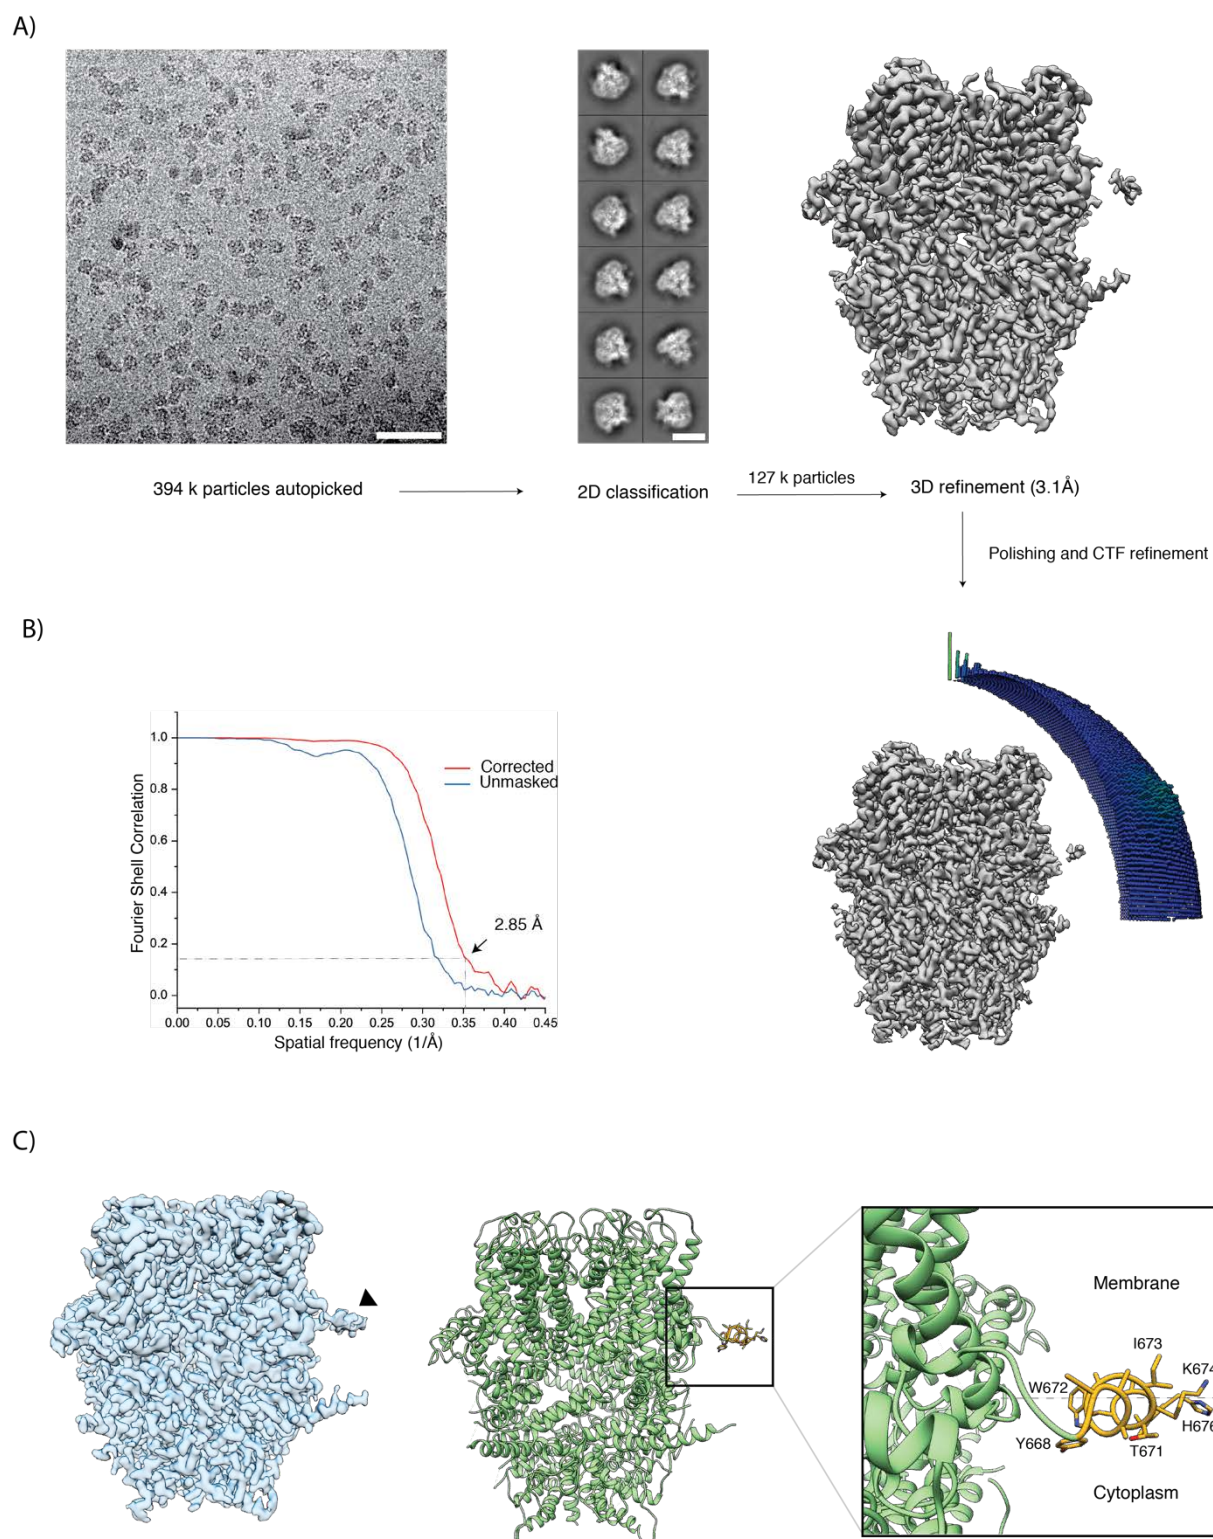 A)
394 k particles autopicked
2D classification
127 k particles
3D refinement (3.1Å)
Polishing and CTF refinement
B)
Fourier Shell Correlation
1.0
0.8
0.6
0.4
0.2
0.0
Corrected
Unmasked
2.85 Å
0.00 0.05 0.10 0.15 0.20 0.25 0.30 0.35 0.40 0.45
Spatial frequency (1/Å)
C)
Membrane
I673
K674
W672
H676
Y668
T671
Cytoplasm